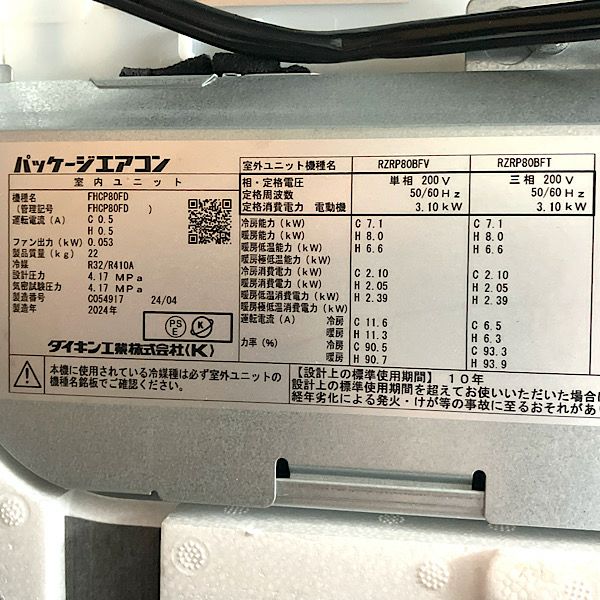 パッケージエアコン
室内ユニット
機種名 FHCP80FD
(管理記号 FHCP80FD )
運転電流(A) C 0.5
H 0.5
ファン出力(kW) 0.053
製品質量(kg) 22
冷媒 R32/R410A
設計圧力 4.17 MPa
気密試験圧力 4.17 MPa
製造番号 C054917 24/04
製造年 2024年
PS
E
ダイキン工業株式会社(K)
室外ユニット機種名 RZRP80BFV RZRP80BFT
相・定格電圧 単相 200V 三相 200V
定格周波数 50/60Hz 50/60Hz
定格消費電力 電動機 3.10kW 3.10kW
冷房能力(kW) C 7.1 C 7.1
暖房能力(kW) H 8.0 H 8.0
暖房低温能力(kW) H 6.6 H 6.6
暖房極低温能力(kW)
冷房消費電力(kW) C 2.10 C 2.10
暖房消費電力(kW) H 2.05 H 2.05
暖房低温消費電力(kW) H 2.39 H 2.39
暖房極低温消費電力(kW)
運転電流(A) 冷房 C 11.6 C 6.5
暖房 H 11.3 H 6.3
力率(%) 冷房 C 90.5 C 93.3
暖房 H 90.7 H 93.9
本機に使用されている冷媒種は必ず室外ユニットの
機種名銘板でご確認ください。
【設計上の標準使用期間】 10年
設計上の標準使用期間を超えてお使いいただいた場合
経年劣化による発火・けが等の事故に至るおそれがあ